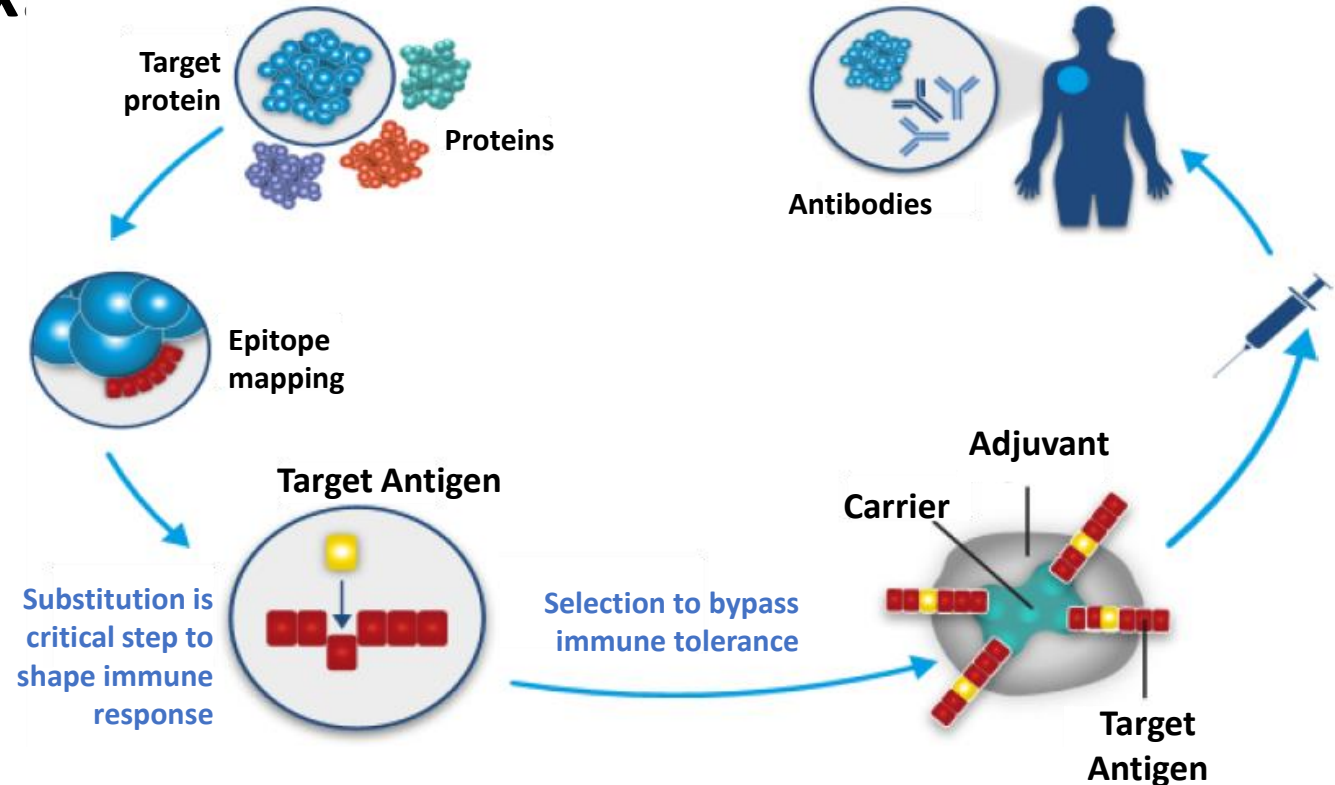 Target
protein
Proteins
Antibodies
Epitope
mapping
Target Antigen
Substitution is
critical step to
shape immune
response
Selection to bypass
immune tolerance
Adjuvant
Carrier
Target
Antigen